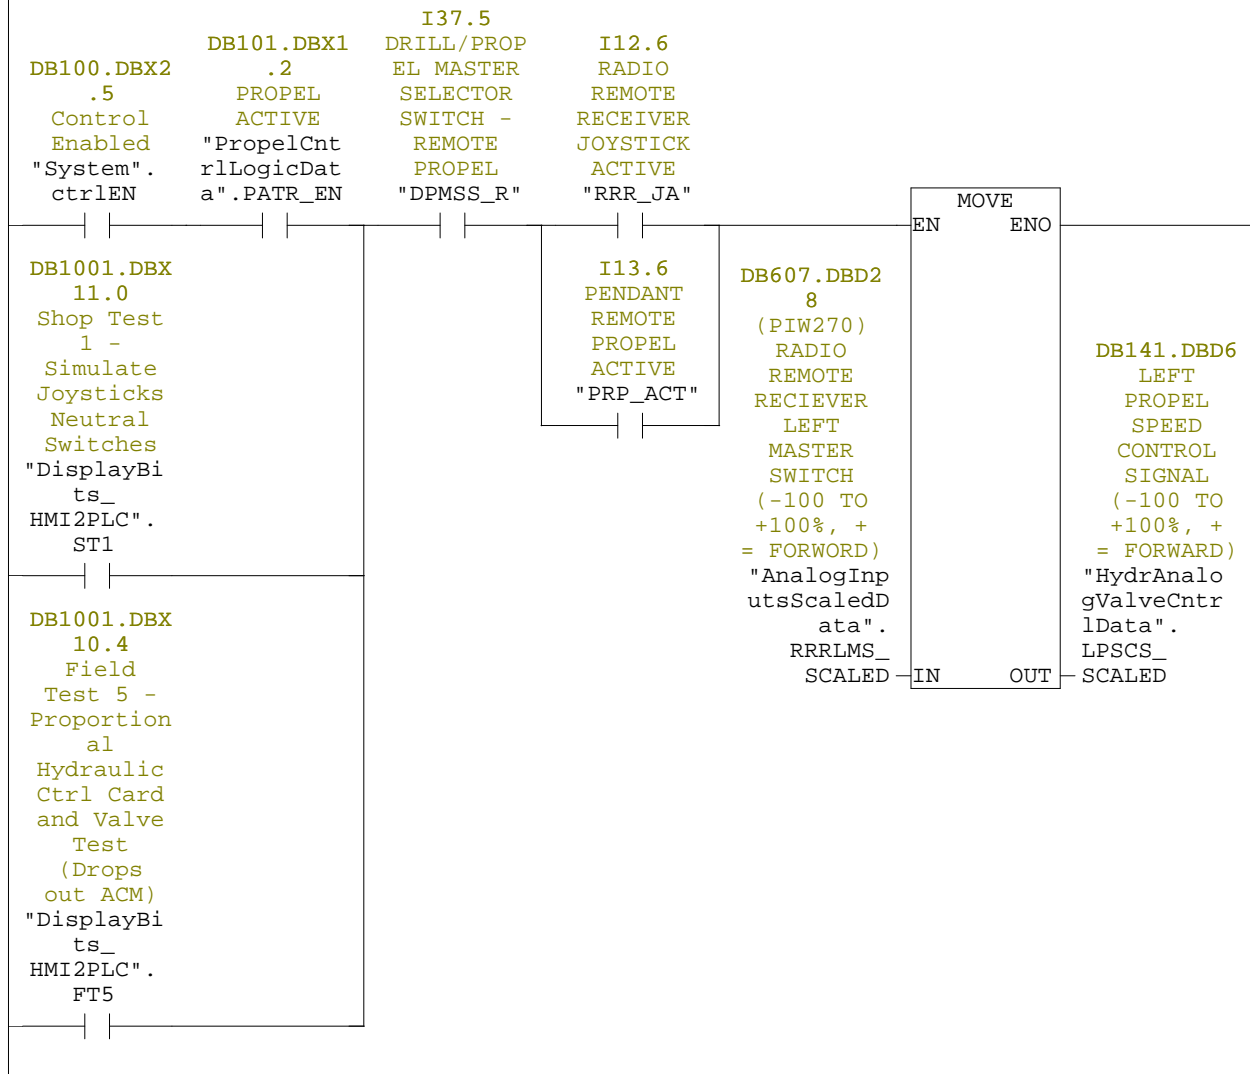 DB100.DBX2
.5
Control
Enabled
"System".
ctrlEN
DB101.DBX1
.2
PROPEL
ACTIVE
"PropelCnt
rlLogicDat
a".PATR_EN
I37.5
DRILL/PROP
EL MASTER
SELECTOR
SWITCH -
REMOTE
PROPEL
"DPMSS_R"
I12.6
RADIO
REMOTE
RECEIVER
JOYSTICK
ACTIVE
"RRR_JA"
MOVE
EN ENO
DB1001.DBX
11.0
Shop Test
1 -
Simulate
Joysticks
Neutral
Switches
"DisplayBi
ts_
HMI2PLC".
ST1
I13.6
PENDANT
REMOTE
PROPEL
ACTIVE
"PRP_ACT"
DB607.DBD2
8
(PIW270)
RADIO
REMOTE
RECIEVER
LEFT
MASTER
SWITCH
(-100 TO
+100%, +
= FORWORD)
"AnalogInp
utsScaledD
ata".
RRRLMS_
SCALED
IN OUT
DB141.DBD6
LEFT
PROPEL
SPEED
CONTROL
SIGNAL
(-100 TO
+100%, +
= FORWARD)
"HydrAnalo
gValveCntr
lData".
LPSCS_
SCALED
DB1001.DBX
10.4
Field
Test 5 -
Proportion
al
Hydraulic
Ctrl Card
and Valve
Test
(Drops
out ACM)
"DisplayBi
ts_
HMI2PLC".
FT5